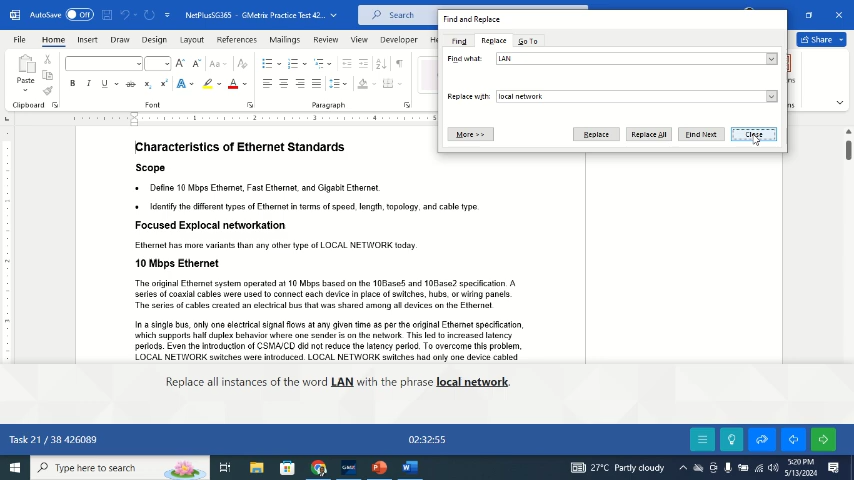 AutoSave Off NetPlusSG365 - GMetrix Practice Test 42... Search
File Home Insert Draw Design Layout References Mailings Review View Developer Share
Paste
B I U ab x x A A Aa
Clipboard Font Paragraph
Find and Replace
Find Replace Go To
Find what: LAN
Replace with: local network
More >> Replace Replace All Find Next Close
Characteristics of Ethernet Standards
Scope
• Define 10 Mbps Ethernet, Fast Ethernet, and Gigabit Ethernet.
• Identify the different types of Ethernet in terms of speed, length, topology, and cable type.
Focused Explocal networkation
Ethernet has more variants than any other type of LOCAL NETWORK today.
10 Mbps Ethernet
The original Ethernet system operated at 10 Mbps based on the 10Base5 and 10Base2 specification. A
series of coaxial cables were used to connect each device in place of switches, hubs, or wiring panels.
The series of cables created an electrical bus that was shared among all devices on the Ethernet.
In a single bus, only one electrical signal flows at any given time as per the original Ethernet specification,
which supports half duplex behavior where one sender is on the network. This led to increased latency
periods. Even the introduction of CSMA/CD did not reduce the latency period. To overcome this problem,
LOCAL NETWORK switches were introduced. LOCAL NETWORK switches had only one device cabled
Replace all instances of the word LAN with the phrase local network.
Task 21 / 38 426089 02:32:55
Type here to search 27°C Partly cloudy 5:20 PM
5/13/2024